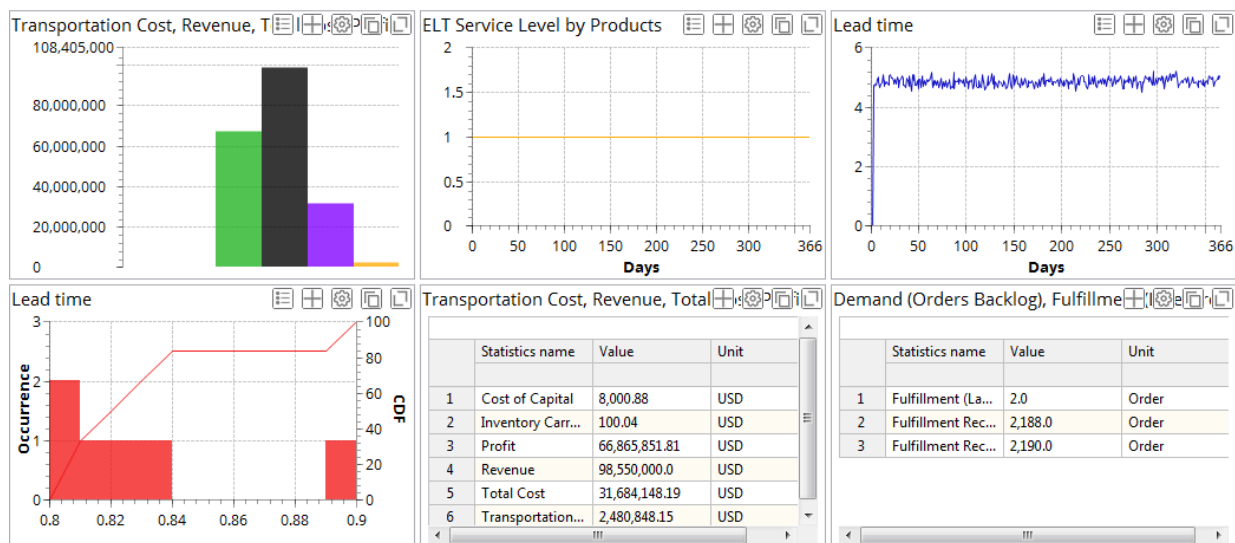 Transportation Cost, Revenue, T
108,405,000
80,000,000
60,000,000
40,000,000
20,000,000
0
ELT Service Level by Products
2
1.5
1
0.5
0
0 50 100 150 200 250 300 366
Days
Lead time
6
4
2
0
0 50 100 150 200 250 300 366
Days
Lead time
3
2
1
0
Occurrence
100
80
60
40
20
0
CDF
0.8 0.82 0.84 0.86 0.88 0.9
Transportation Cost, Revenue, Total
Statistics name Value Unit
1 Cost of Capital 8,000.88 USD
2 Inventory Carr... 100.04 USD
3 Profit 66,865,851.81 USD
4 Revenue 98,550,000.0 USD
5 Total Cost 31,684,148.19 USD
6 Transportation... 2,480,848.15 USD
Demand (Orders Backlog), Fulfillme
Statistics name Value Unit
1 Fulfillment (La... 2.0 Order
2 Fulfillment Rec... 2,188.0 Order
3 Fulfillment Rec... 2,190.0 Order